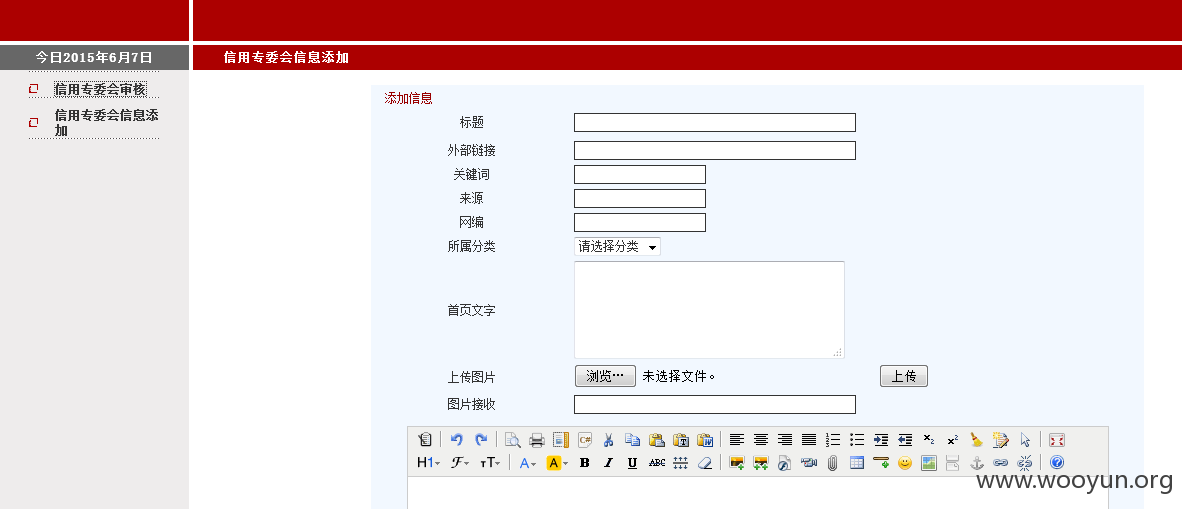 今日2015年6月7日
信用专委会信息添加
信用专委会审核
信用专委会信息添
加
添加信息
标题
外部链接
关键词
来源
网编
所属分类 请选择分类
首页文字
上传图片 浏览… 未选择文件。 上传
图片接收
C#
H1 F TT A A B I U ABC
www.wooyun.org